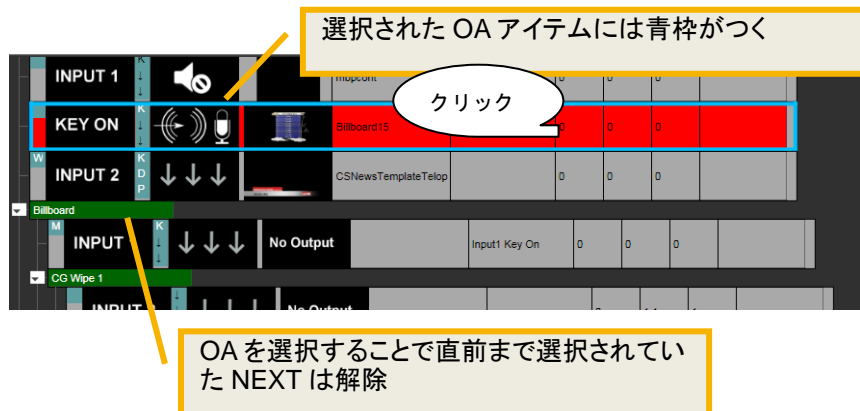 選択された OA アイテムには青枠がつく
INPUT 1 K ↓ ↓ mbpcont 0 0 0
クリック
KEY ON K ↓ ↓ Billboard15 0 0 0
W INPUT 2 K D P ↓↓↓ CSNewsTemplateTelop 0 0 0
Billboard
M INPUT K ↓ ↓ ↓↓↓ No Output Input1 Key On 0 0 0
CG Wipe 1
No Output
OA を選択することで直前まで選択されてい
た NEXT は解除